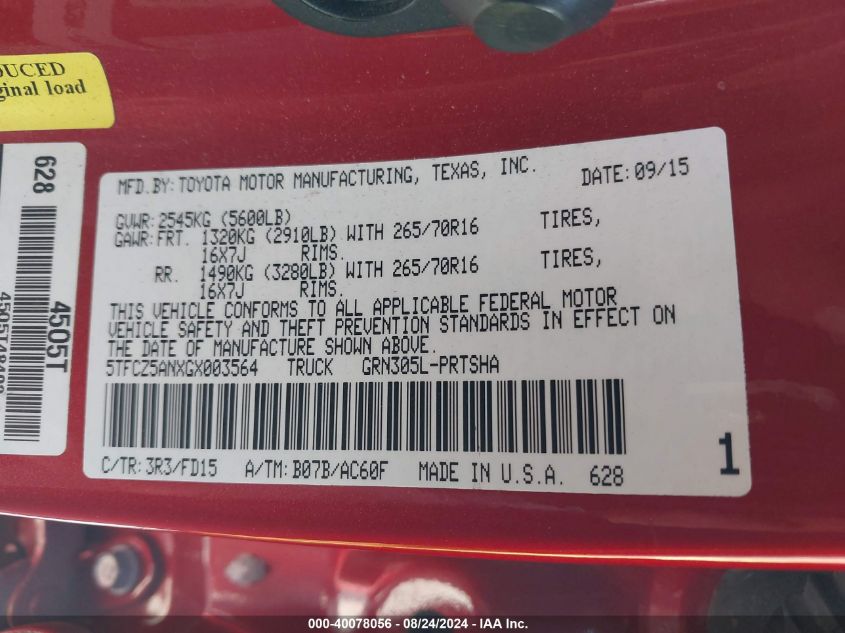 DUCED
ginal load
628
4505T
MFD.BY: TOYOTA MOTOR MANUFACTURING, TEXAS, INC. DATE: 09/15
GVWR: 2545KG (5600LB)
GAWR: FRT. 1320KG (2910LB) WITH 265/70R16 TIRES,
16X7J RIMS.
RR. 1490KG (3280LB) WITH 265/70R16 TIRES,
16X7J RIMS.
THIS VEHICLE CONFORMS TO ALL APPLICABLE FEDERAL MOTOR
VEHICLE SAFETY AND THEFT PREVENTION STANDARDS IN EFFECT ON
THE DATE OF MANUFACTURE SHOWN ABOVE.
5TFCZ5ANXGX003564 TRUCK GRN305L-PRTSHA
C/TR: 3R3/FD15 A/TM: B07B/AC60F MADE IN U.S.A. 628
1
000-40078056 - 08/24/2024 - IAA Inc.